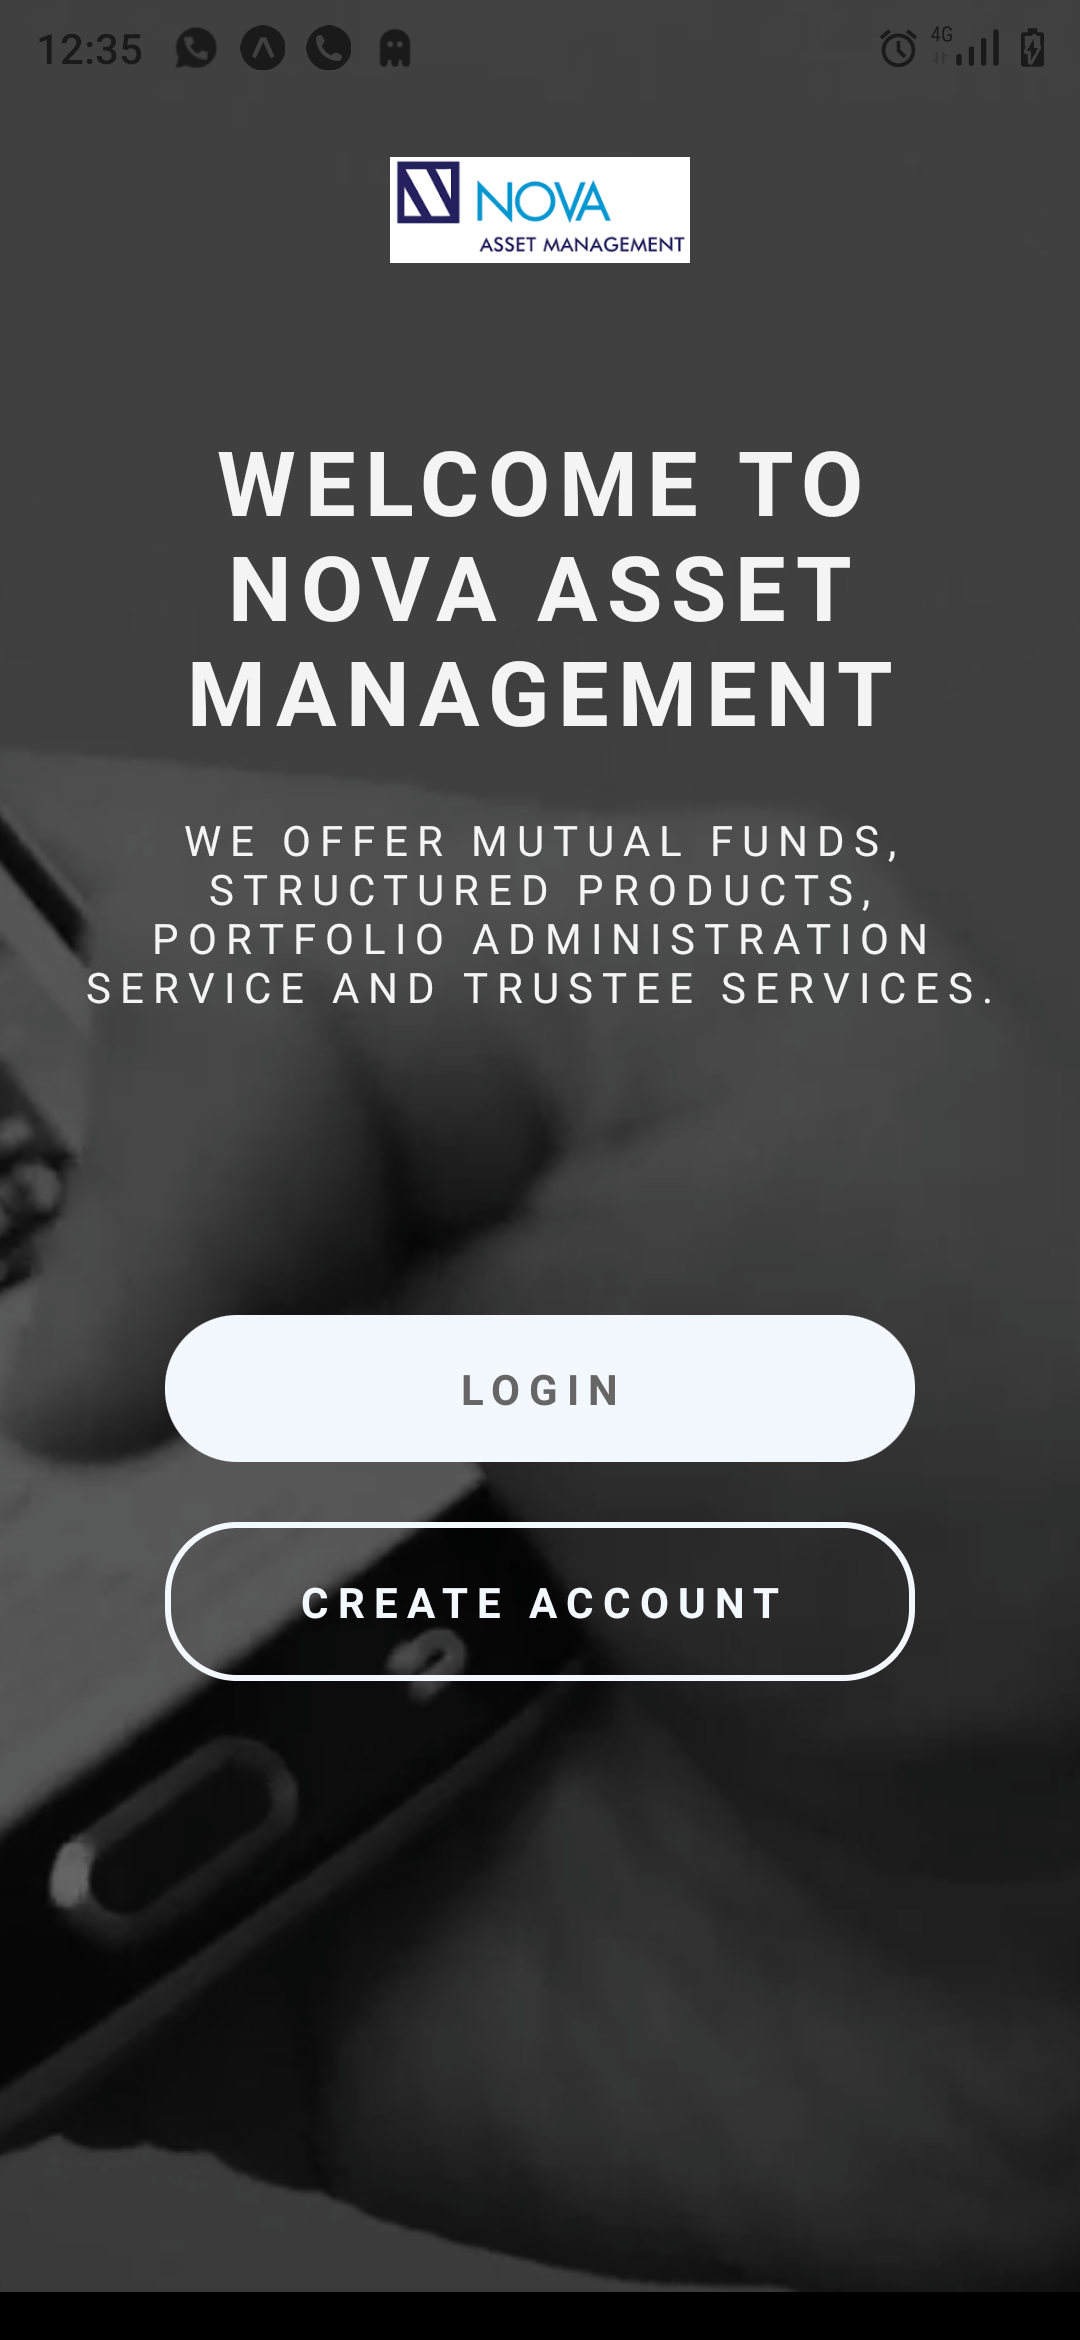 12:35
4G
NOVA
ASSET MANAGEMENT
WELCOME TO
NOVA ASSET
MANAGEMENT
WE OFFER MUTUAL FUNDS,
STRUCTURED PRODUCTS,
PORTFOLIO ADMINISTRATION
SERVICE AND TRUSTEE SERVICES.
LOGIN
CREATE ACCOUNT